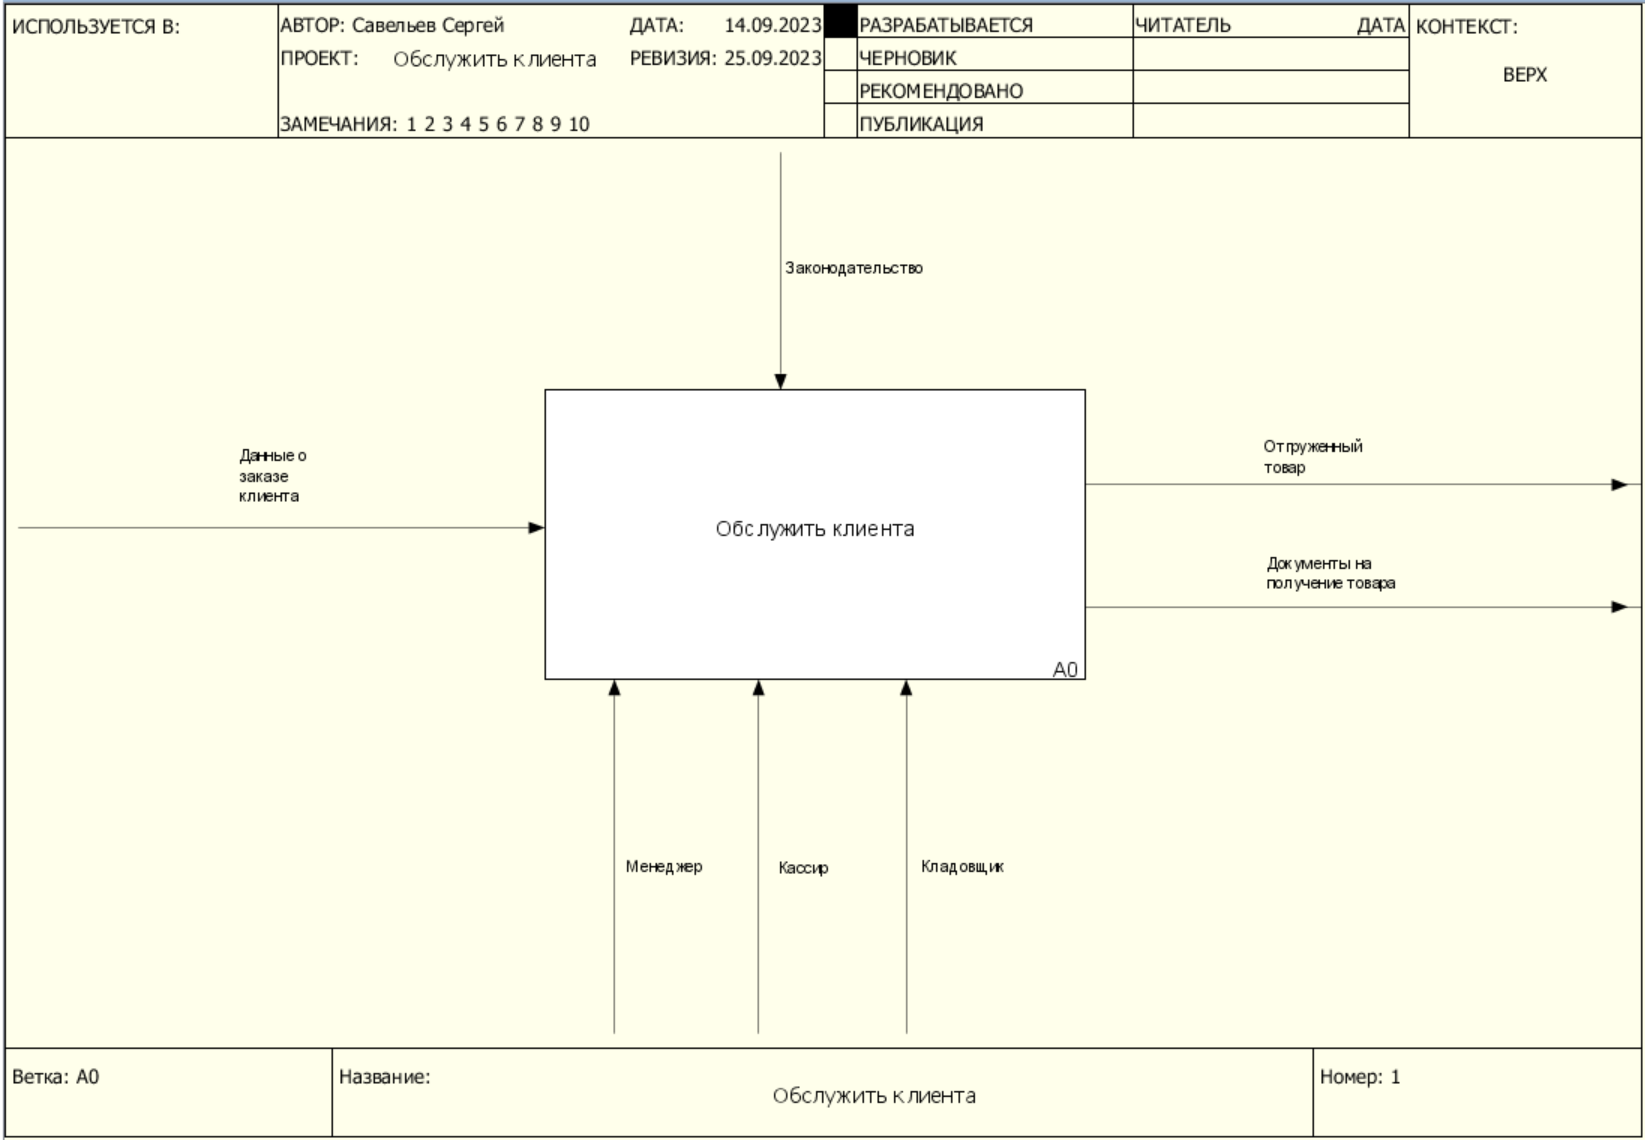 ИСПОЛЬЗУЕТСЯ В:
АВТОР: Савельев Сергей
ДАТА: 14.09.2023
ПРОЕКТ: Обслужить клиента
РЕВИЗИЯ: 25.09.2023
ЗАМЕЧАНИЯ: 1 2 3 4 5 6 7 8 9 10
РАЗРАБАТЫВАЕТСЯ
ЧЕРНОВИК
РЕКОМЕНДОВАНО
ПУБЛИКАЦИЯ
ЧИТАТЕЛЬ ДАТА
КОНТЕКСТ:
ВЕРХ
Законодательство
Данные о
заказе
клиента
Обслужить клиента
A0
Отгруженный
товар
Документы на
получение товара
Менеджер
Кассир
Кладовщик
Ветка: A0
Название:
Обслужить клиента
Номер: 1